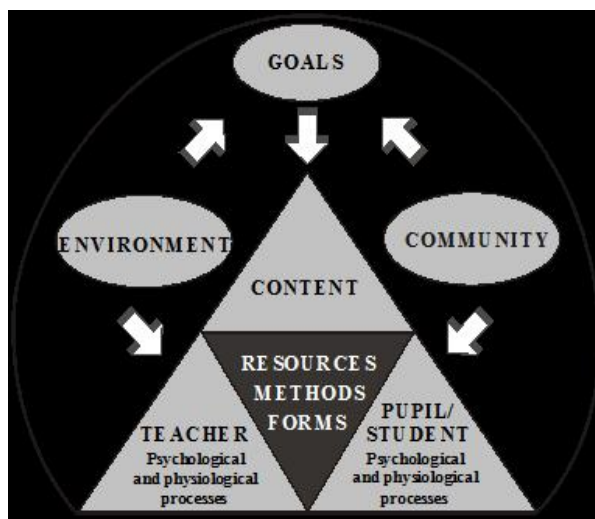 GOALS
ENVIRONMENT
COMMUNITY
CONTENT
RESOURCES
METHODS
FORMS
TEACHER
Psychological
and physiological
processes
PUPIL/
STUDENT
Psychological
and physiological
processes